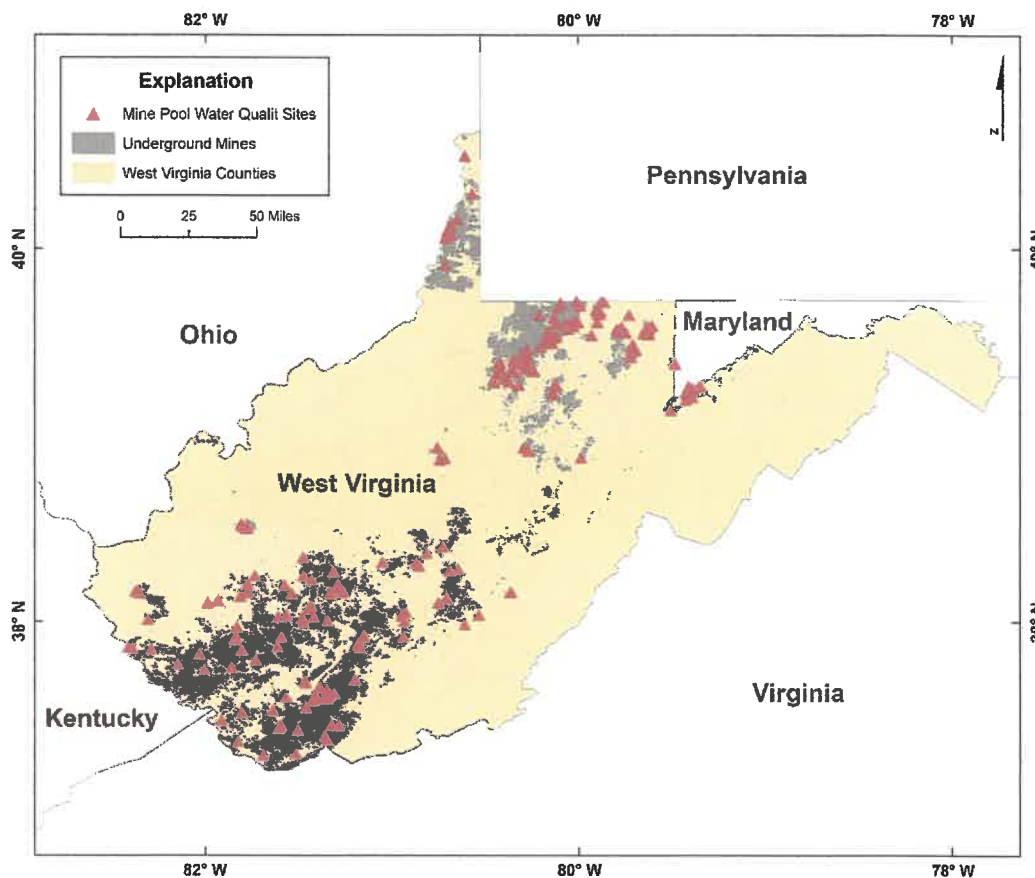 82° W 80° W 78° W
Explanation
Mine Pool Water Qualit Sites
Underground Mines
West Virginia Counties
0 25 50 Miles
N
Pennsylvania
40° N
Ohio
Maryland
West Virginia
38° N
Virginia
Kentucky
82° W 80° W 78° W